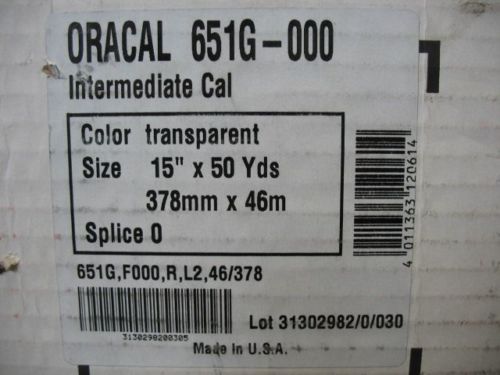 ORACAL 651G-000
Intermediate Cal
Color transparent
Size 15" x 50 Yds
378mm x 46m
Splice 0
4 011363 120614
651G,F000,R,L2,46/378
3130298200305
Lot 31302982/0/030
Made in U.S.A.